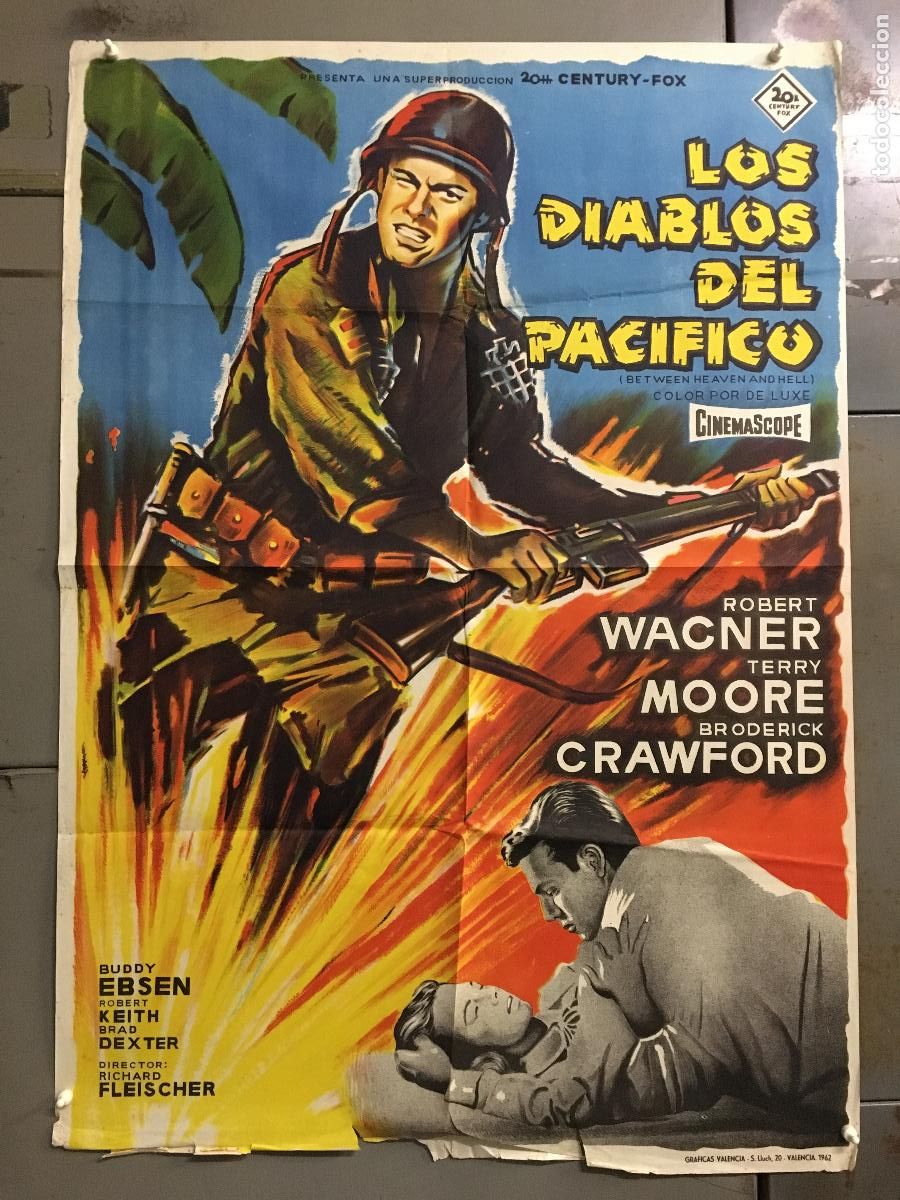 PRESENTA UNA SUPERPRODUCCION 20TH CENTURY-FOX
20th
CENTURY
FOX
LOS
DIABLOS
DEL
PACIFICO
(BETWEEN HEAVEN AND HELL)
COLOR POR DE LUXE
CINEMASCOPE
ROBERT
WAGNER
TERRY
MOORE
BRODERICK
CRAWFORD
BUDDY
EBSEN
ROBERT
KEITH
BRAD
DEXTER
DIRECTOR:
RICHARD
FLEISCHER
GRAFICAS VALENCIA - S. Lluch, 20 - VALENCIA. 1962
todocoleccion